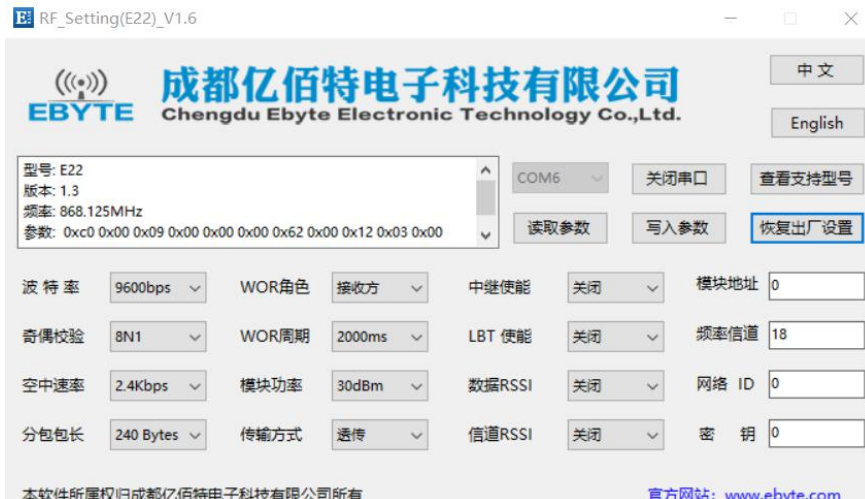 RF_Setting(E22)_V1.6
EBYTE
成都亿佰特电子科技有限公司
Chengdu Ebyte Electronic Technology Co.,Ltd.
中文
English
型号: E22
版本: 1.3
频率: 868.125MHz
参数: 0xc0 0x00 0x09 0x00 0x00 0x00 0x00 0x62 0x00 0x12 0x03 0x00
COM6
关闭串口
查看支持型号
读取参数
写入参数
恢复出厂设置
波特率 9600bps WOR角色 接收方 中继使能 关闭 模块地址 0
奇偶校验 8N1 WOR周期 2000ms LBT 使能 关闭 频率信道 18
空中速率 2.4Kbps 模块功率 30dBm 数据RSSI 关闭 网络 ID 0
分包包长 240 Bytes 传输方式 透传 信道RSSI 关闭 密 钥 0
本软件所属权归成都亿佰特电子科技有限公司所有 官方网站: www.ebyte.com